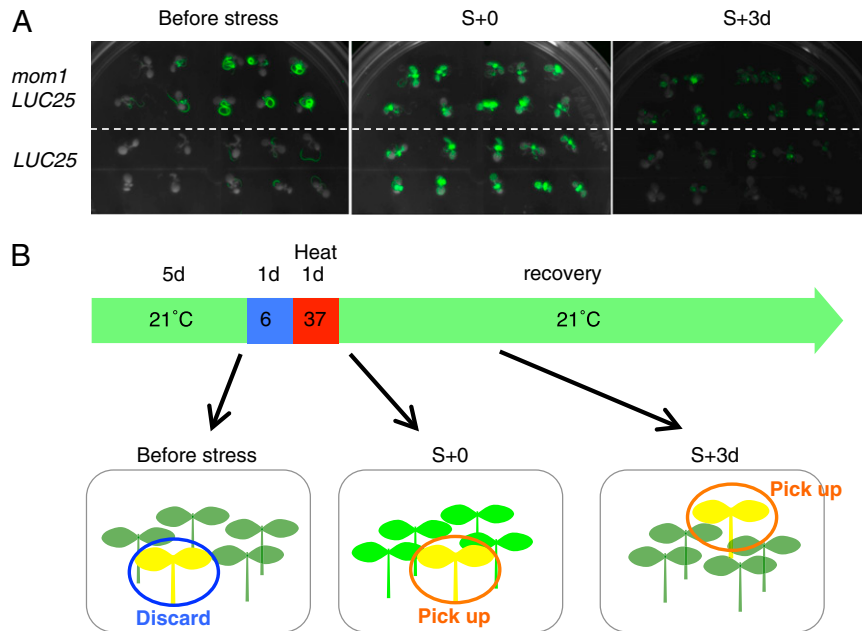 A
Before stress
S+0
S+3d
mom1
LUC25
LUC25
B
5d
1d
Heat
1d
recovery
21°C
6
37
21°C
Before stress
S+0
S+3d
Discard
Pick up
Pick up